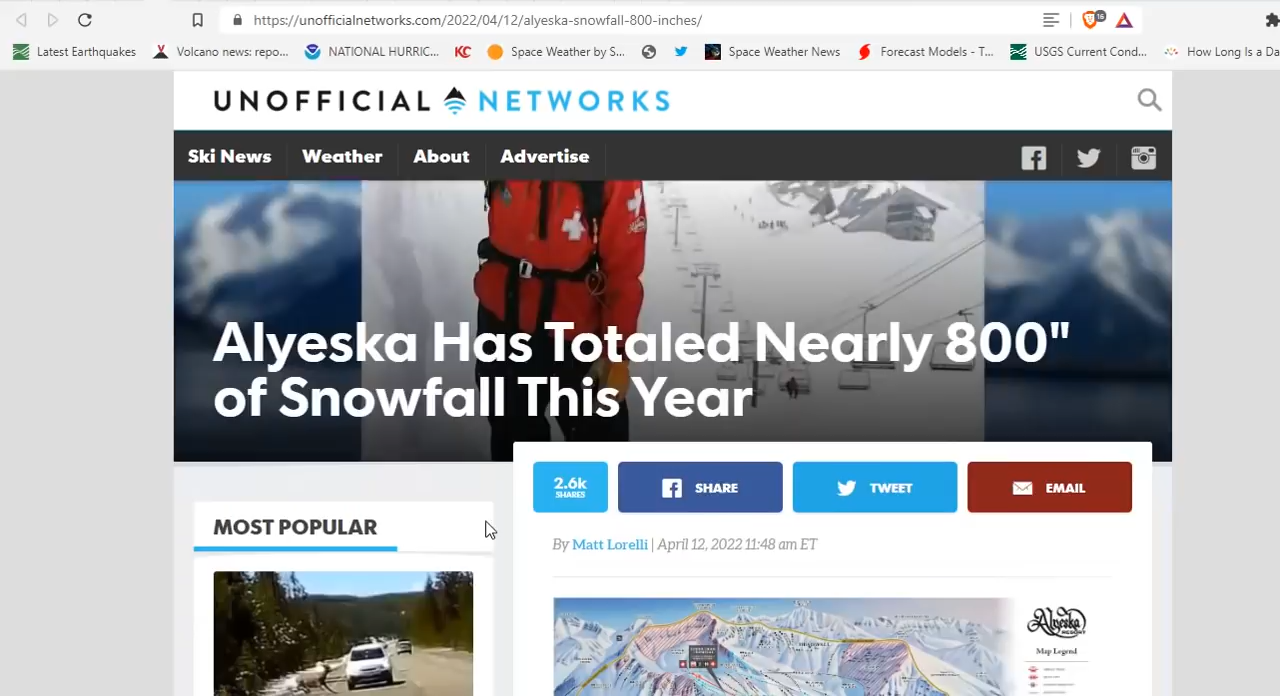 https://unofficialnetworks.com/2022/04/12/alyeska-snowfall-800-inches/
16
Latest Earthquakes
Volcano news: repo...
NATIONAL HURRIC...
KC
Space Weather by S...
Space Weather News
Forecast Models - T...
USGS Current Cond...
How Long Is a Da
UNOFFICIAL NETWORKS
Ski News
Weather
About
Advertise
Alyeska Has Totaled Nearly 800"
of Snowfall This Year
2.6k
SHARES
SHARE
TWEET
EMAIL
MOST POPULAR
By Matt Lorelli | April 12, 2022 11:48 am ET
Alyeska
RESORT
Map Legend